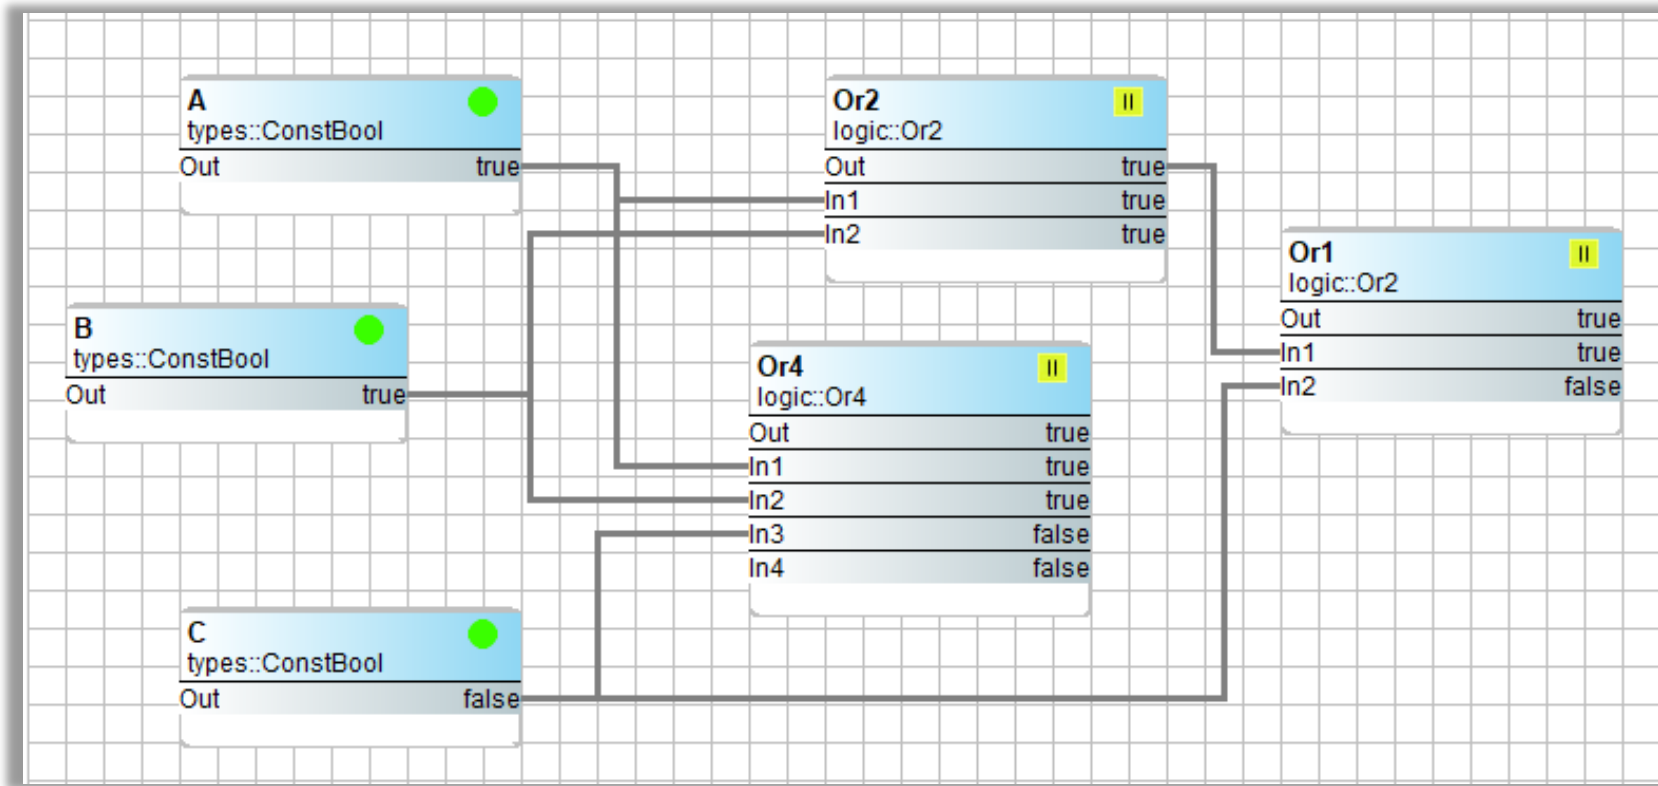 A
types::ConstBool
Out true
B
types::ConstBool
Out true
C
types::ConstBool
Out false
Or2
logic::Or2
Out true
In1 true
In2 true
Or4
logic::Or4
Out true
In1 true
In2 true
In3 false
In4 false
Or1
logic::Or2
Out true
In1 true
In2 false